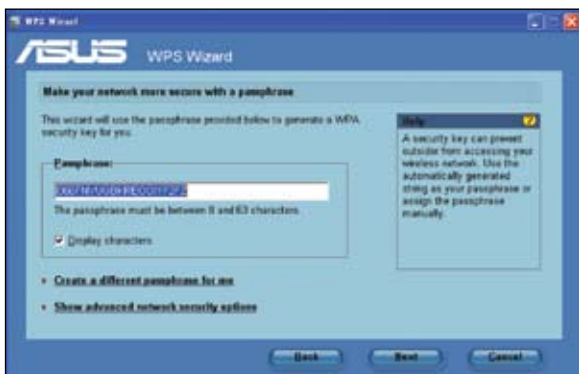 WPS Wizard
ASUS WPS Wizard
Make your network more secure with a passphrase
This wizard will use the passphrase provided below to generate a WPA
security key for you.
Passphrase:
The passphrase must be between 8 and 63 characters.
Display characters
Create a different passphrase for me
Show advanced network security options
Help
A security key can prevent
outsider from accessing your
wireless network. Use the
automatically generated
string as your passphrase or
assign the passphrase
manually.
Back
Next
Cancel